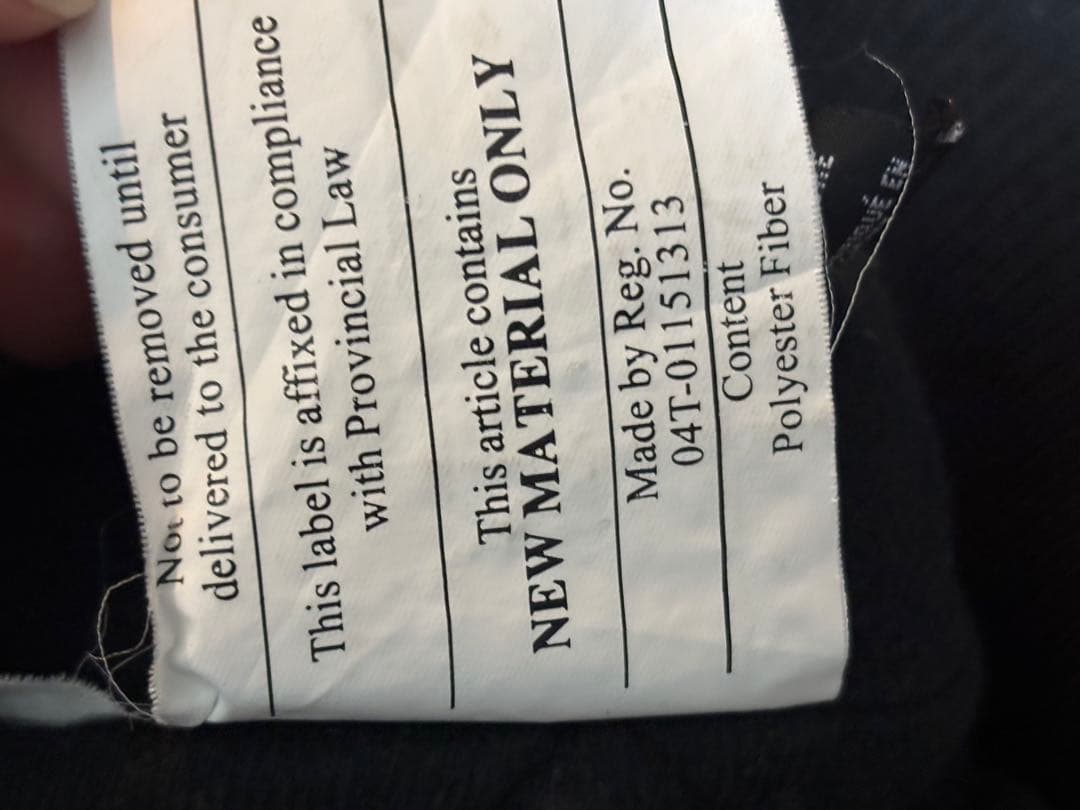 Not to be removed until
delivered to the consumer
This label is affixed in compliance
with Provincial Law
This article contains
NEW MATERIAL ONLY
Made by Reg. No.
04T-01151313
Content
Polyester Fiber
EN